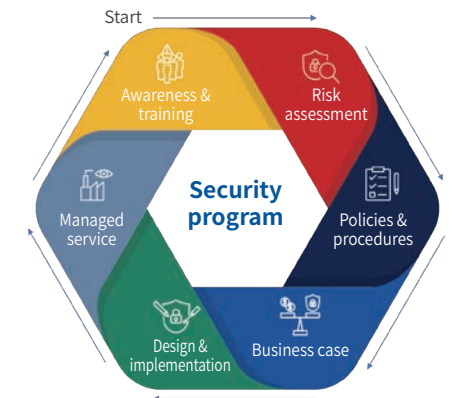 Start
Awareness &
training
Risk
assessment
Policies &
procedures
Business case
Design &
implementation
Managed
service
Security
program